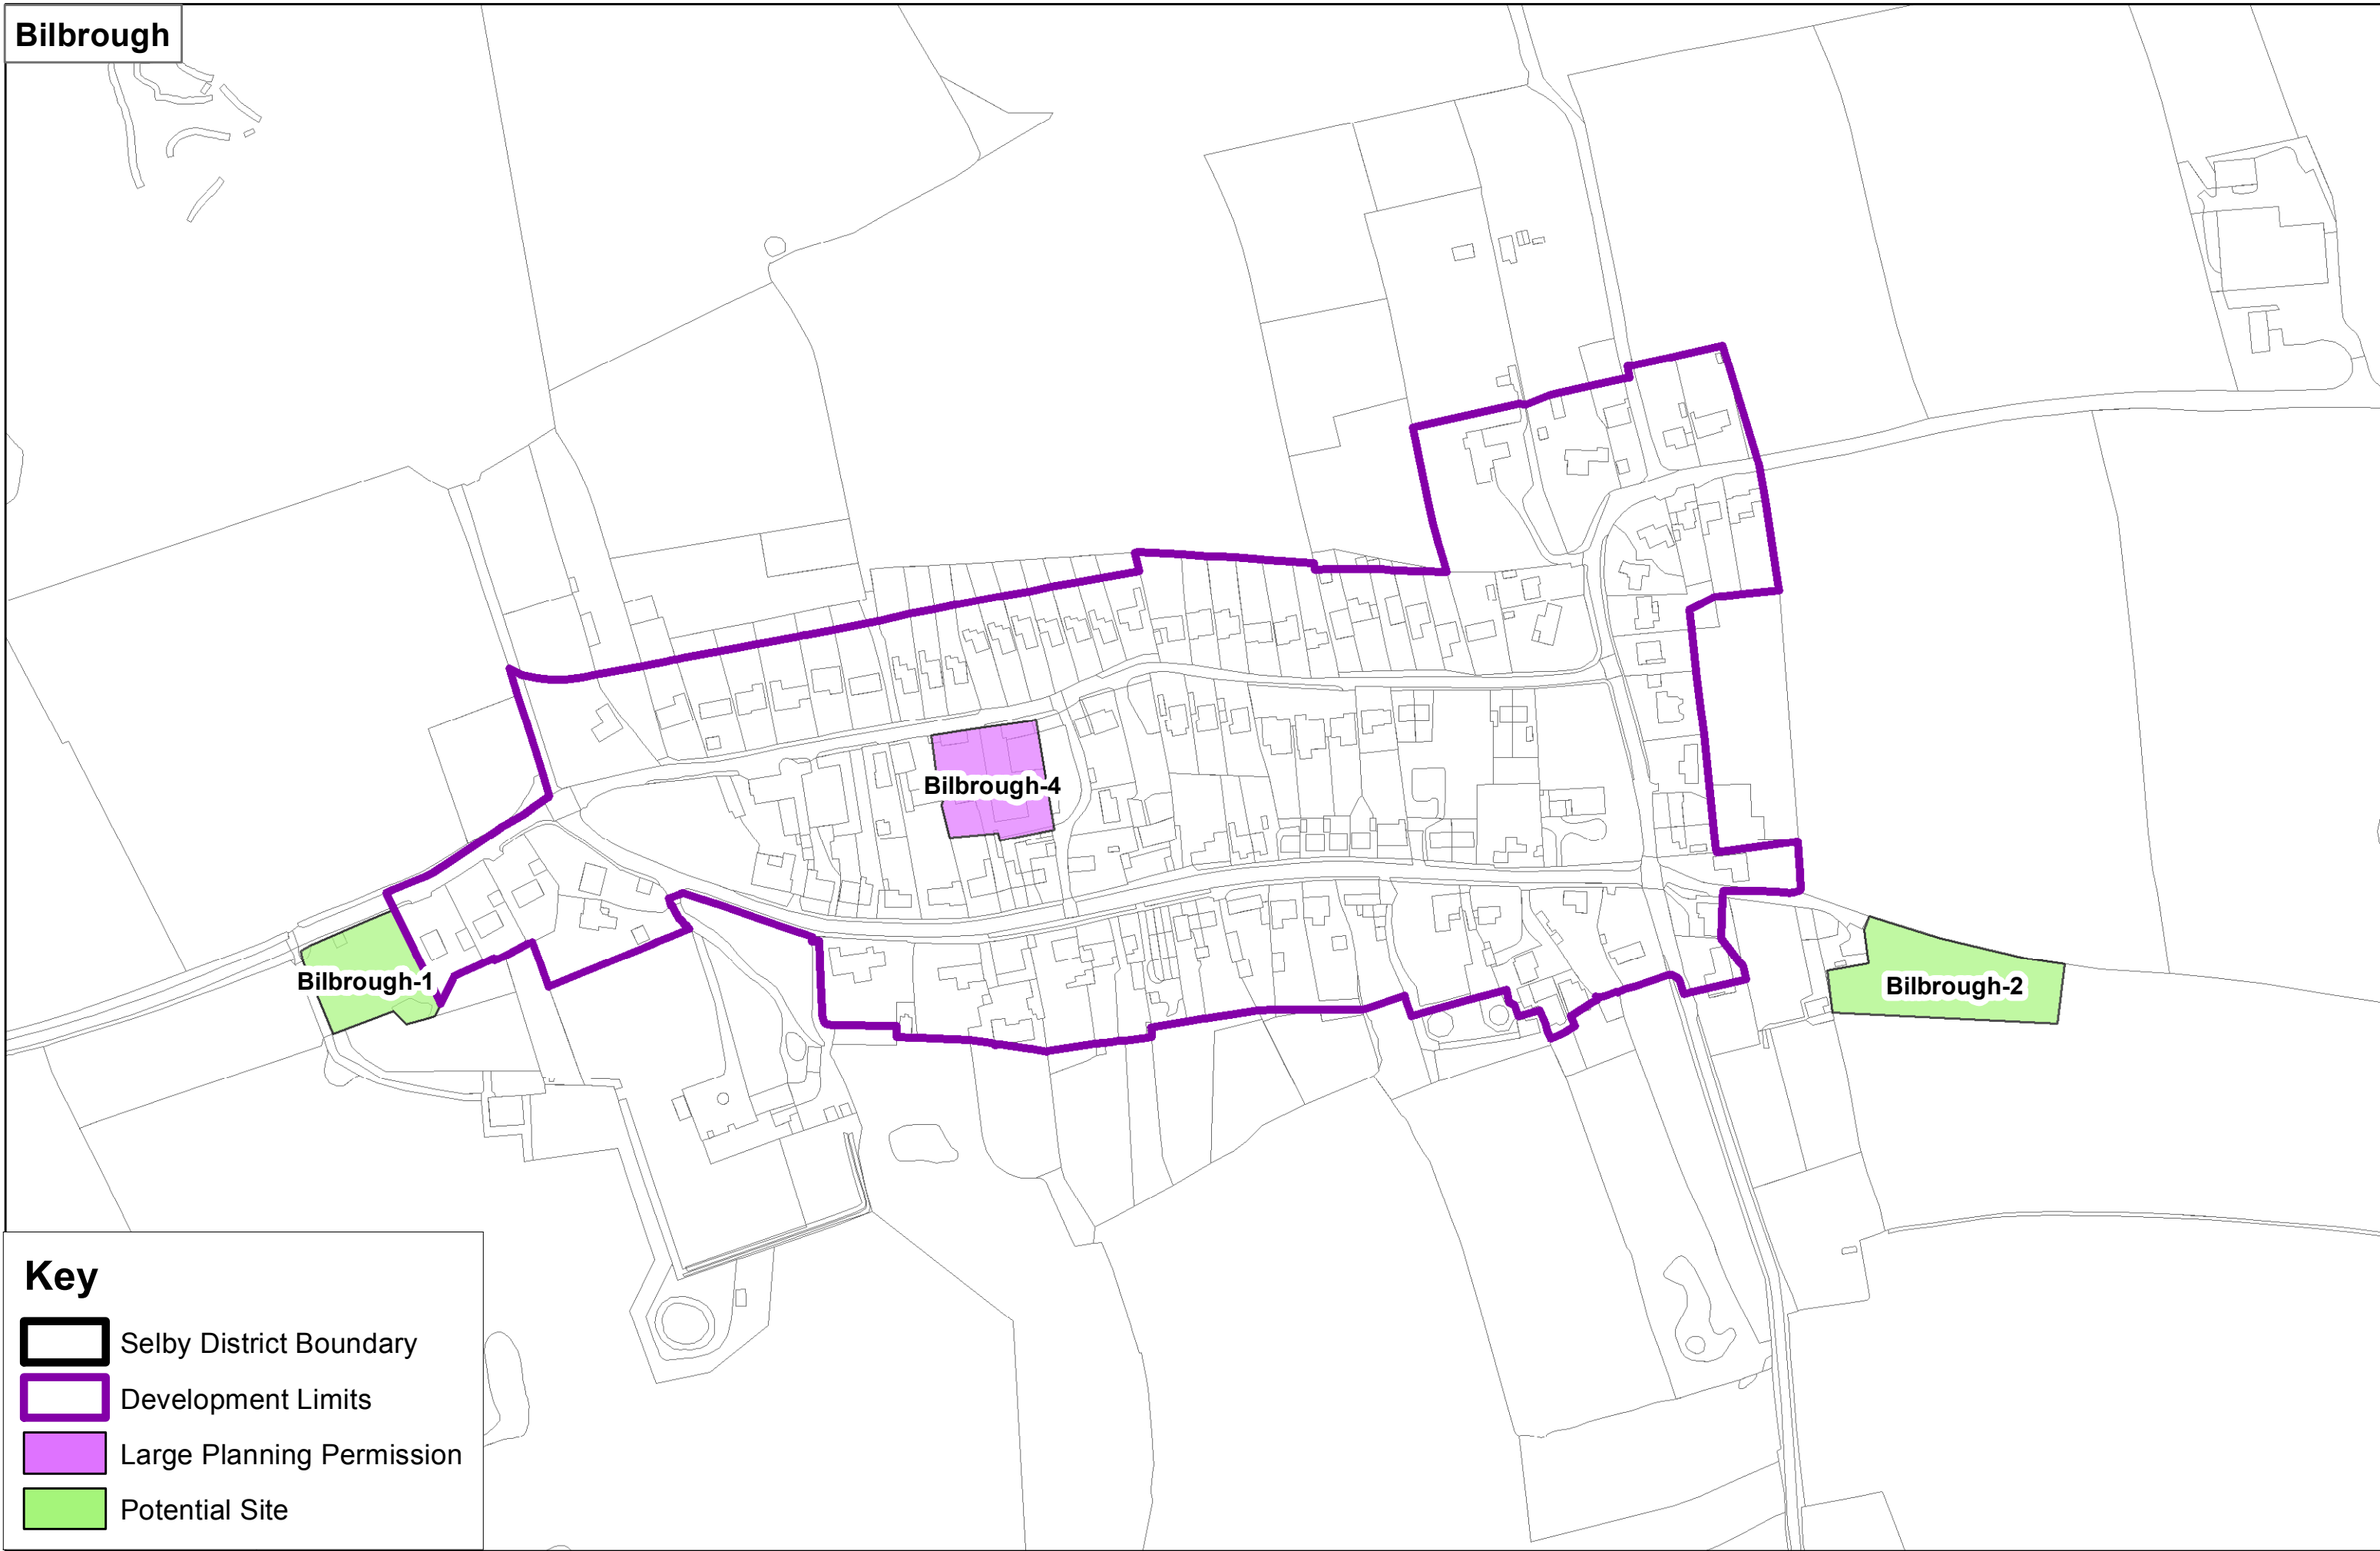 Bilbrough
Bilbrough-4
Bilbrough-1
Bilbrough-2
Key
Selby District Boundary
Development Limits
Large Planning Permission
Potential Site